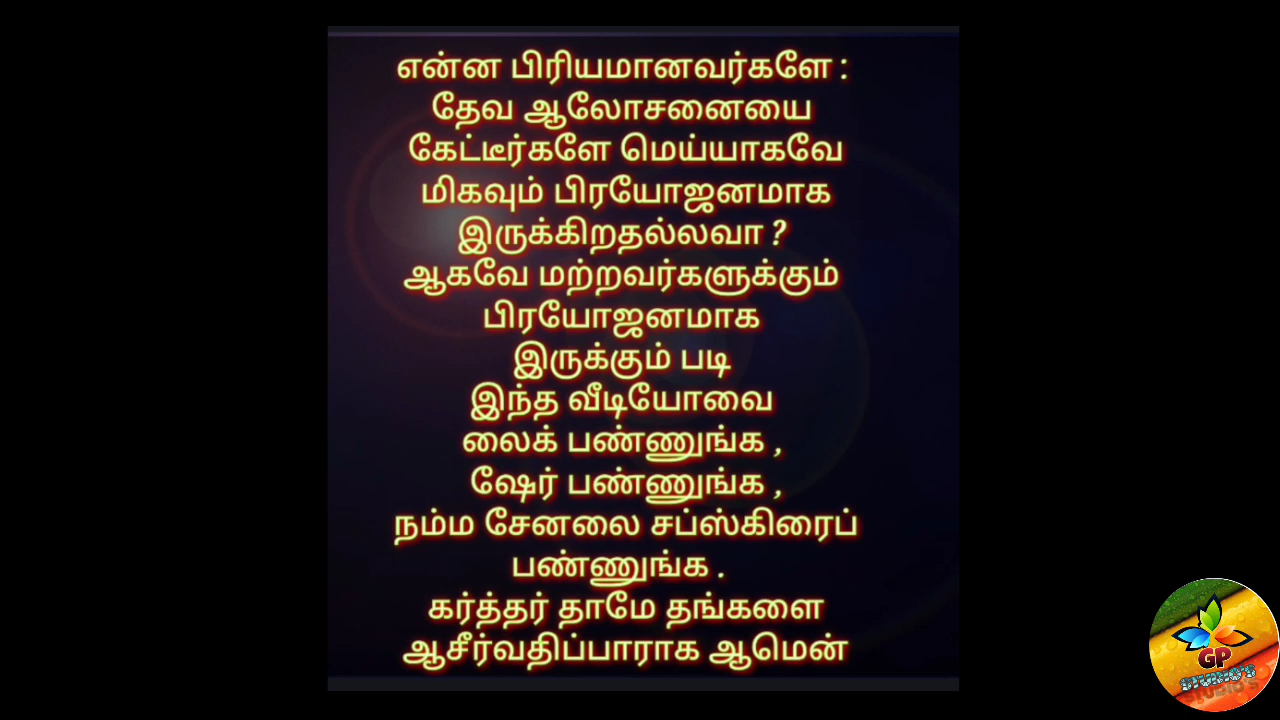 என்ன பிரியமானவர்களே :
தேவ ஆலோசனையை
கேட்டீர்களே மெய்யாகவே
மிகவும் பிரயோஜனமாக
இருக்கிறதல்லவா ?
ஆகவே மற்றவர்களுக்கும்
பிரயோஜனமாக
இருக்கும் படி
இந்த வீடியோவை
லைக் பண்ணுங்க ,
ஷேர் பண்ணுங்க ,
நம்ம சேனலை சப்ஸ்கிரைப்
பண்ணுங்க .
கர்த்தர் தாமே தங்களை
ஆசீர்வதிப்பாராக ஆமென்
GP
STUDIO'S